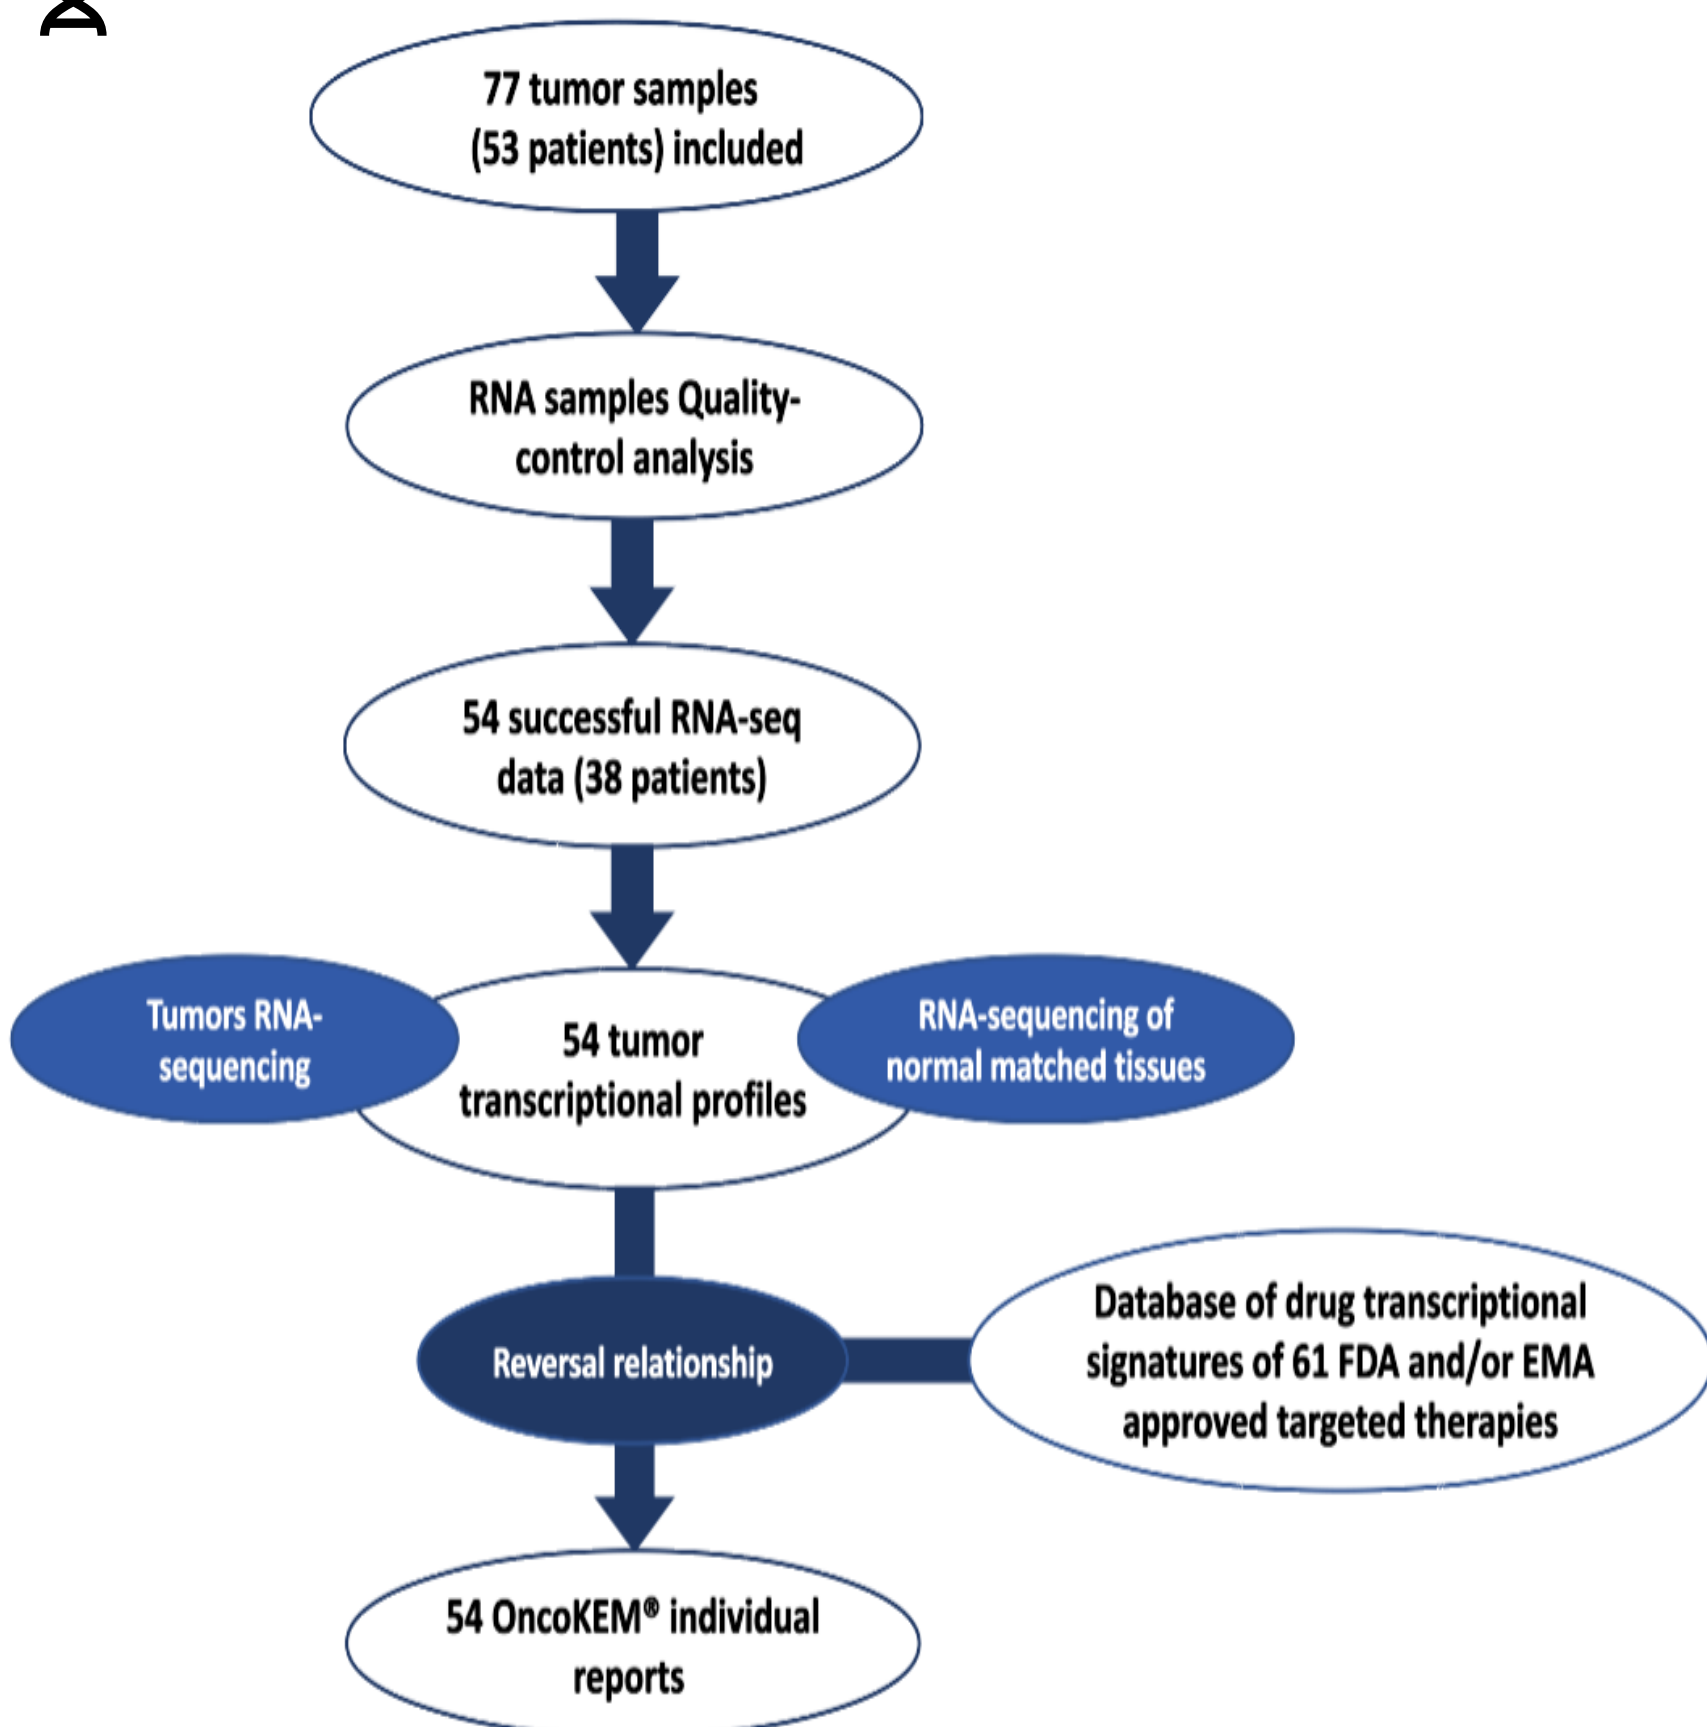 77 tumor samples
(53 patients) included
RNA samples Quality-
control analysis
54 successful RNA-seq
data (38 patients)
Tumors RNA-
sequencing
54 tumor
transcriptional profiles
RNA-sequencing of
normal matched tissues
Reversal relationship
Database of drug transcriptional
signatures of 61 FDA and/or EMA
approved targeted therapies
54 OncoKEM® individual
reports